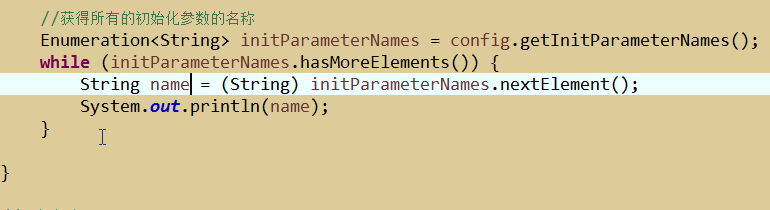 //获得所有的初始化参数的名称
Enumeration<String> initParameterNames = config.getInitParameterNames();
while (initParameterNames.hasMoreElements()) {
String name = (String) initParameterNames.nextElement();
System.out.println(name);
}
}